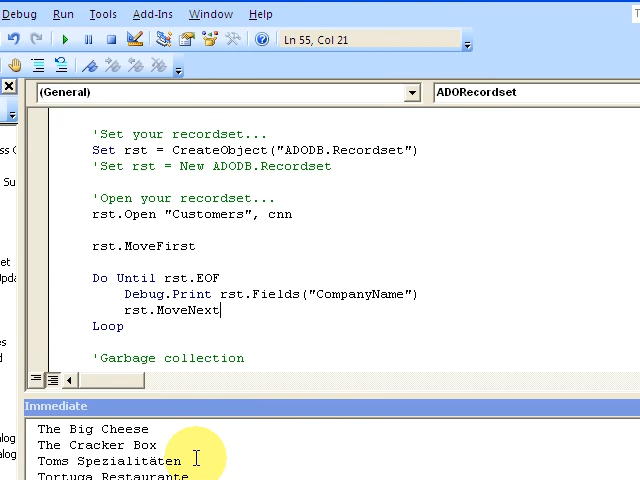 Debug Run Tools Add-Ins Window Help
Ln 55, Col 21
(General) ADORecordset
'Set your recordset...
Set rst = CreateObject("ADODB.Recordset")
'Set rst = New ADODB.Recordset
'Open your recordset...
rst.Open "Customers", cnn
rst.MoveFirst
Do Until rst.EOF
Debug.Print rst.Fields("CompanyName")
rst.MoveNext
Loop
'Garbage collection
Immediate
The Big Cheese
The Cracker Box
Toms Spezialitäten
Tortuga Restaurante